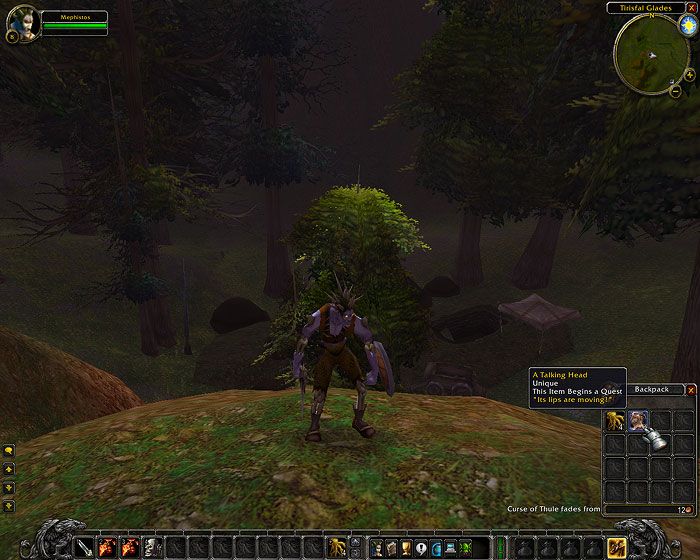 Mephistos
8
Tirisfal Glades
N
A Talking Head
Unique
This Item Begins a Quest
"Its lips are moving!"
Backpack
Curse of Thule fades from
12